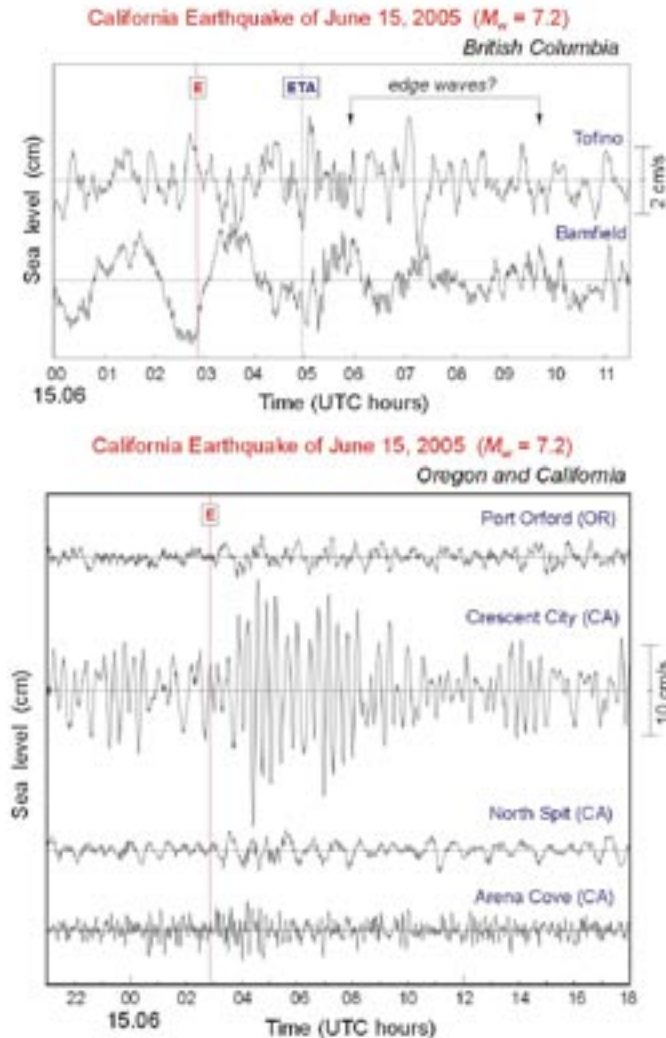 California Earthquake of June 15, 2005 (Mw = 7.2)
British Columbia
E
ETA
edge waves?
Tofino
Bamfield
Sea level (cm)
2 cm/s
00 01 02 03 04 05 06 07 08 09 10 11
15.06
Time (UTC hours)
California Earthquake of June 15, 2005 (Mw = 7.2)
Oregon and California
E
Port Orford (OR)
Crescent City (CA)
Sea level (cm)
10 cm/s
North Spit (CA)
Arena Cove (CA)
22 00 02 04 06 08 10 12 14 16 18
15.06
Time (UTC hours)